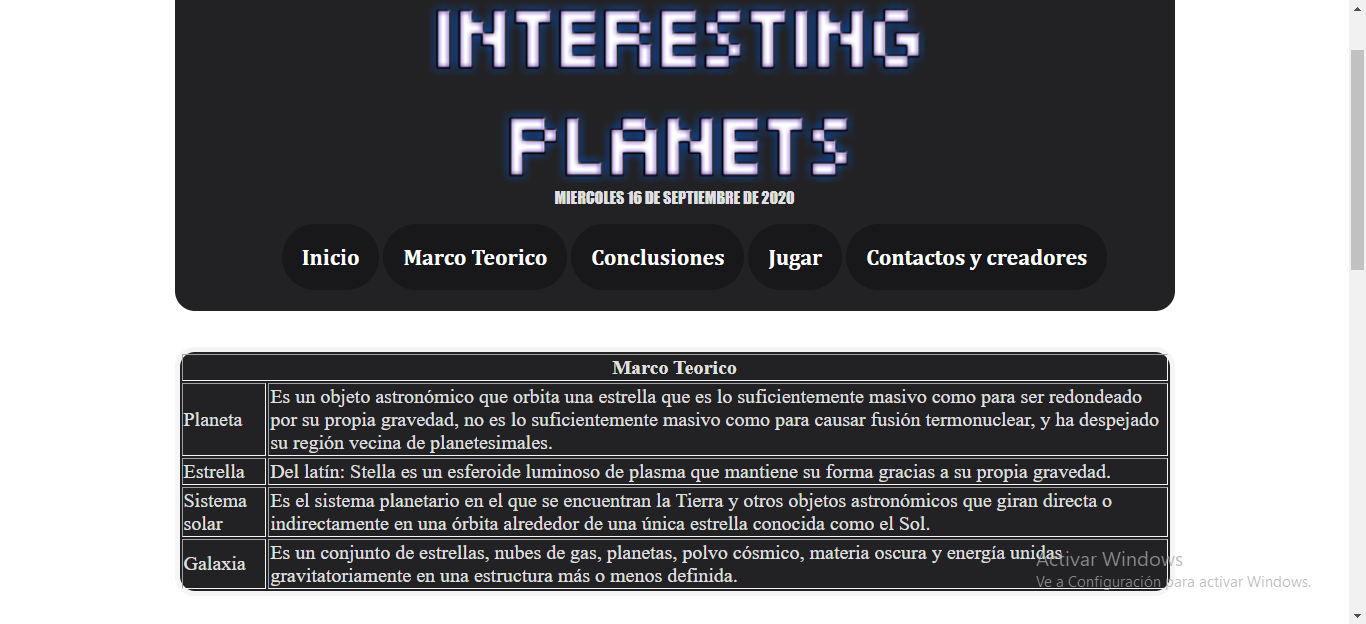 INTERESTING
PLANETS
MIERCOLES 16 DE SEPTIEMBRE DE 2020
Inicio Marco Teorico Conclusiones Jugar Contactos y creadores
Marco Teorico
Planeta
Es un objeto astronómico que orbita una estrella que es lo suficientemente masivo como para ser redondeado
por su propia gravedad, no es lo suficientemente masivo como para causar fusión termonuclear, y ha despejado
su región vecina de planetesimales.
Estrella
Del latín: Stella es un esferoide luminoso de plasma que mantiene su forma gracias a su propia gravedad.
Sistema
solar
Es el sistema planetario en el que se encuentran la Tierra y otros objetos astronómicos que giran directa o
indirectamente en una órbita alrededor de una única estrella conocida como el Sol.
Galaxia
Es un conjunto de estrellas, nubes de gas, planetas, polvo cósmico, materia oscura y energía unidas
gravitatoriamente en una estructura más o menos definida.
Activar Windows
Ve a Configuración para activar Windows.